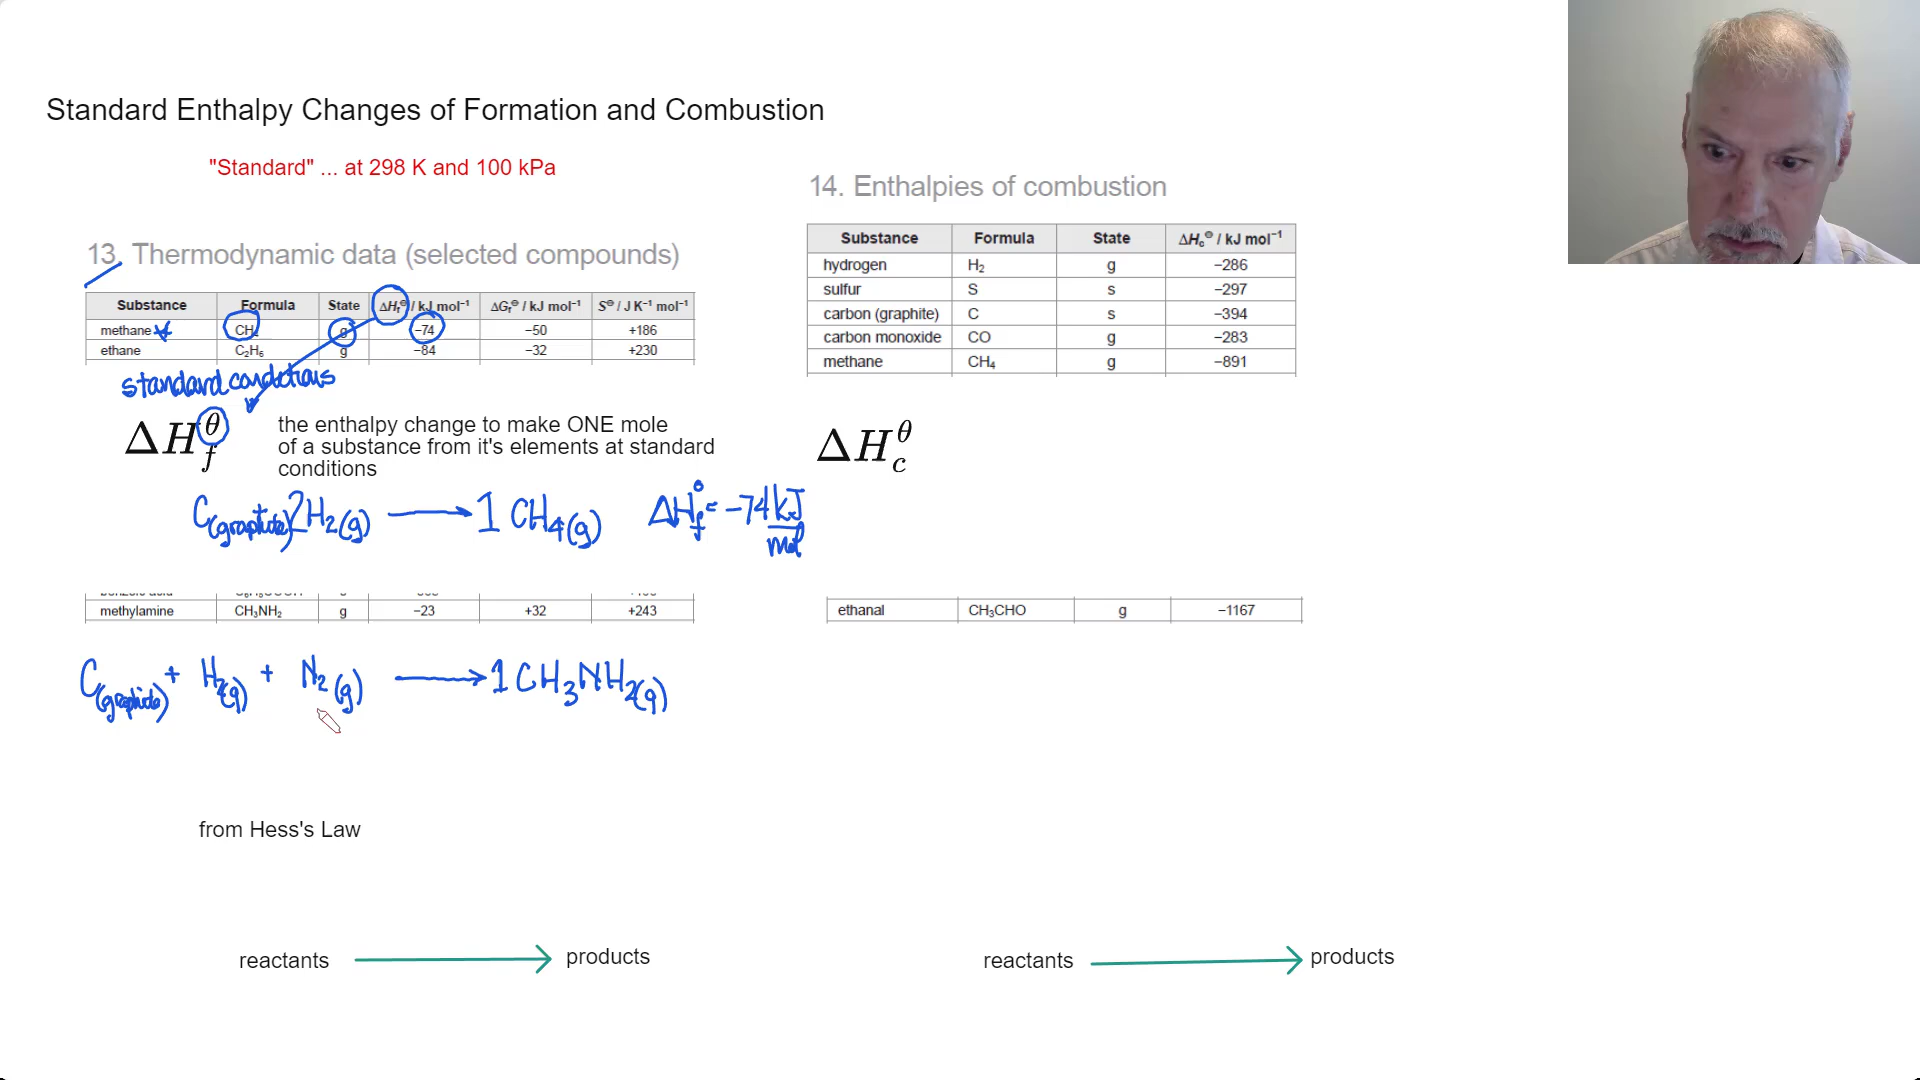 Standard Enthalpy Changes of Formation and Combustion
"Standard" ... at 298 K and 100 kPa
13. Thermodynamic data (selected compounds)
Substance Formula State ΔHf⊖ / kJ mol⁻¹ ΔGf⊖ / kJ mol⁻¹ S⊖ / J K⁻¹ mol⁻¹
methane CH₄ g −74 −50 +186
ethane C₂H₆ g −84 −32 +230
standard conditions
ΔHfθ
the enthalpy change to make ONE mole
of a substance from it's elements at standard
conditions
C(graphite) + 2H₂(g) → 1 CH₄(g) ΔHf° = −74 kJ/mol
methylamine CH₃NH₂ g −23 +32 +243
C(graphite) + H₂(g) + N₂(g) → 1 CH₃NH₂(g)
from Hess's Law
reactants → products
14. Enthalpies of combustion
Substance Formula State ΔHc⊖ / kJ mol⁻¹
hydrogen H₂ g −286
sulfur S s −297
carbon (graphite) C s −394
carbon monoxide CO g −283
methane CH₄ g −891
ΔHcθ
ethanal CH₃CHO g −1167
reactants → products